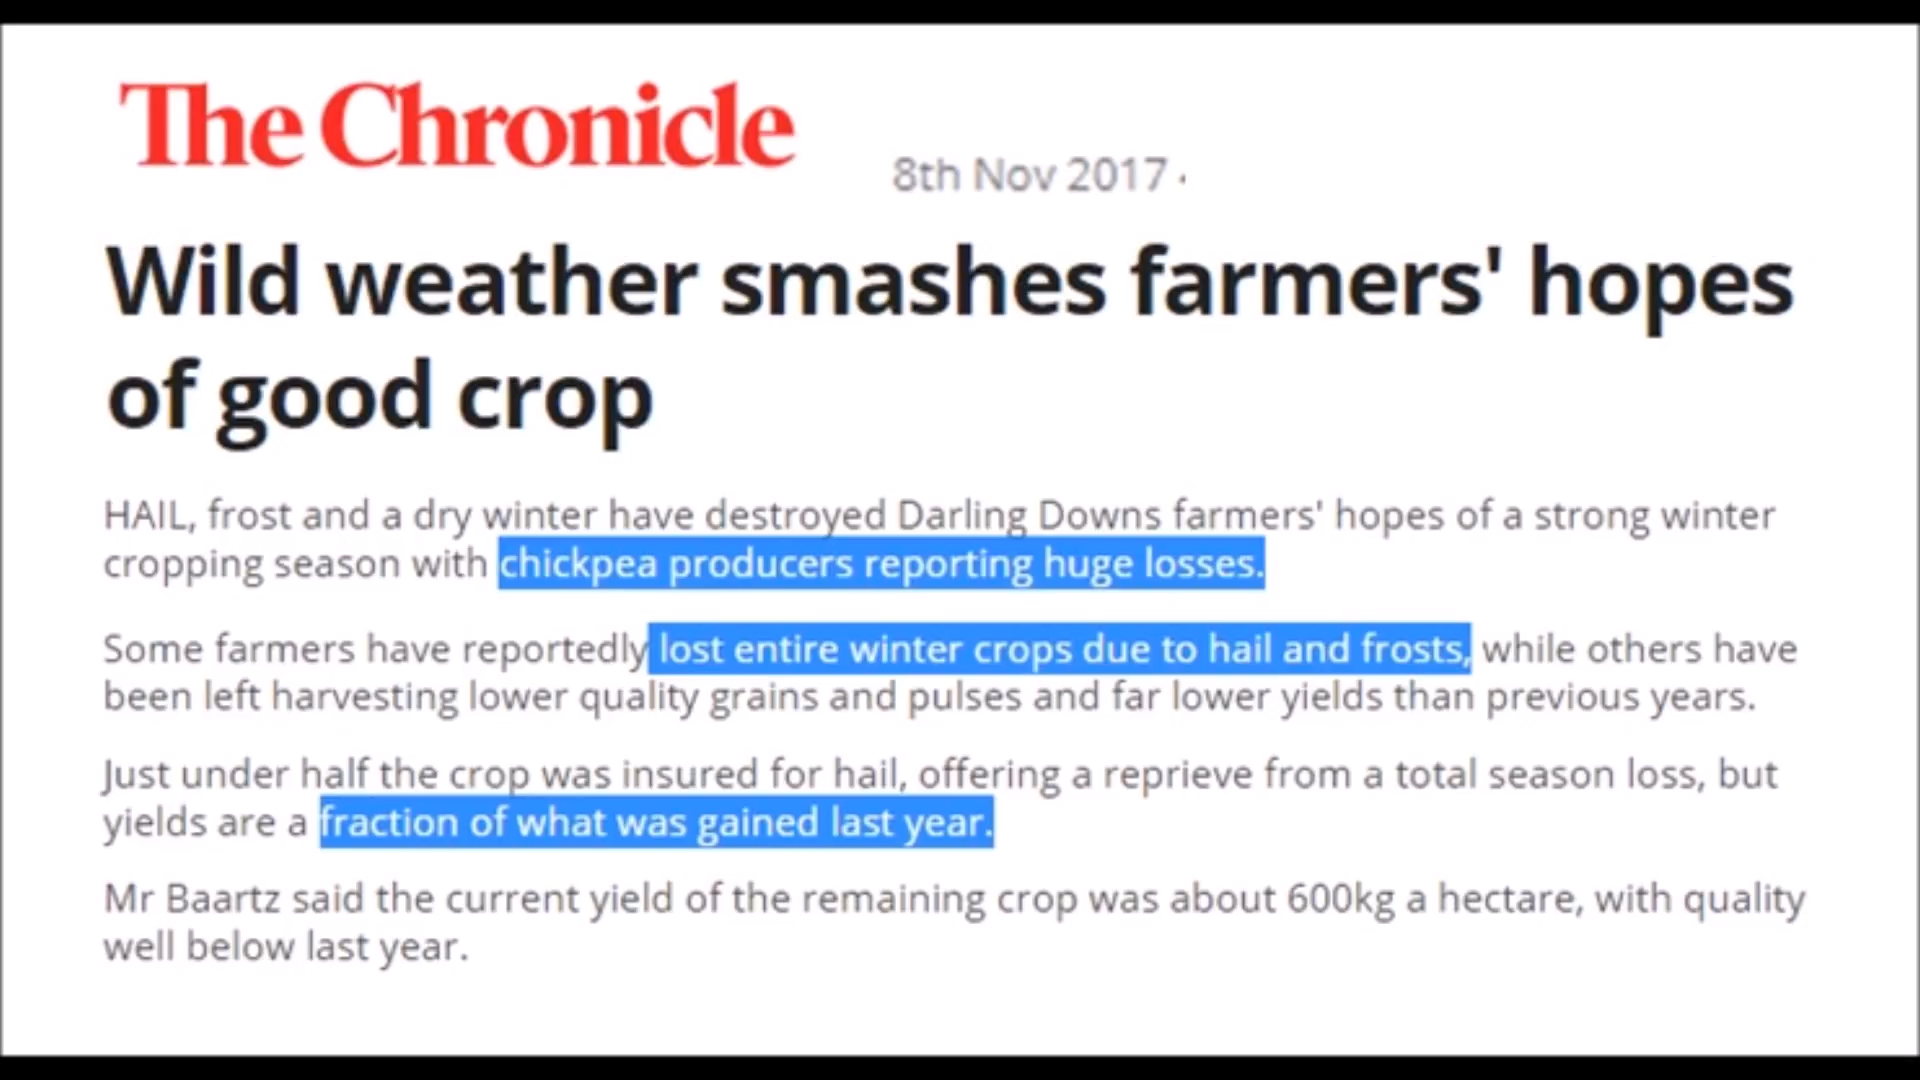 The Chronicle
8th Nov 2017 ·
Wild weather smashes farmers' hopes
of good crop
HAIL, frost and a dry winter have destroyed Darling Downs farmers' hopes of a strong winter
cropping season with chickpea producers reporting huge losses.
Some farmers have reportedly lost entire winter crops due to hail and frosts, while others have
been left harvesting lower quality grains and pulses and far lower yields than previous years.
Just under half the crop was insured for hail, offering a reprieve from a total season loss, but
yields are a fraction of what was gained last year.
Mr Baartz said the current yield of the remaining crop was about 600kg a hectare, with quality
well below last year.